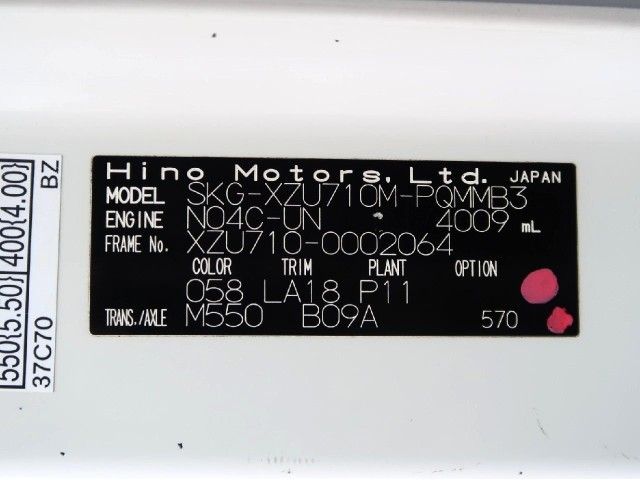 Hino Motors, Ltd. JAPAN
MODEL SKG-XZU710M-PQMMB3
ENGINE N04C-UN 4009 mL
FRAME No. XZU710-0002064
COLOR TRIM PLANT OPTION
058 LA18 P11
TRANS./AXLE M550 B09A 570
550{5.50} 400{4.00}
37C70 BZ